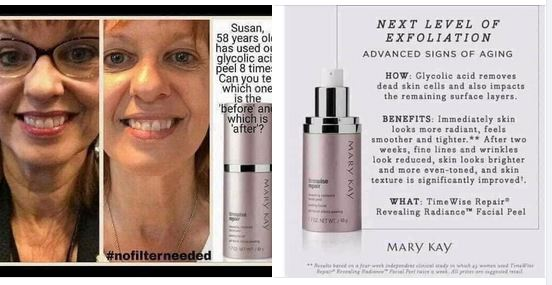 Susan,
58 years old
has used ou
glycolic aci
peel 8 times
Can you te
which one
is the
'before' and
which is
'after'?
MARY KAY
timewise
repair
#nofilterneeded
NEXT LEVEL OF
EXFOLIATION
ADVANCED SIGNS OF AGING
HOW: Glycolic acid removes
dead skin cells and also impacts
the remaining surface layers.
BENEFITS: Immediately skin
looks more radiant, feels
smoother and tighter.** After two
weeks, fine lines and wrinkles
look reduced, skin looks brighter
and more even-toned, and skin
texture is significantly improved†.
WHAT: TimeWise Repair®
Revealing Radiance™ Facial Peel
MARY KAY
timewise
repair
MARY KAY
** Results based on a four-week independent clinical study in which 43 women used TimeWise
Repair® Revealing Radiance™ Facial Peel twice a week. All prices are suggested retail.